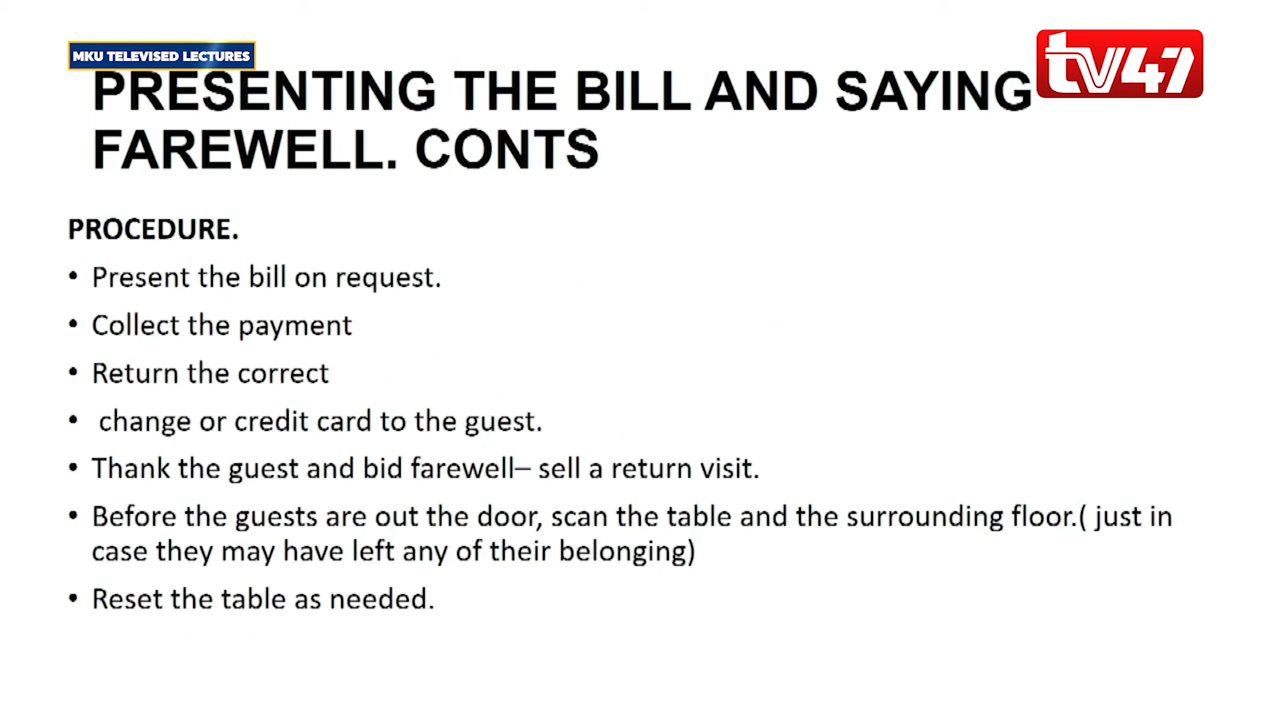 MKU TELEVISED LECTURES
tv47
PRESENTING THE BILL AND SAYING
FAREWELL. CONTS
PROCEDURE.
• Present the bill on request.
• Collect the payment
• Return the correct
• change or credit card to the guest.
• Thank the guest and bid farewell– sell a return visit.
• Before the guests are out the door, scan the table and the surrounding floor.( just in
case they may have left any of their belonging)
• Reset the table as needed.